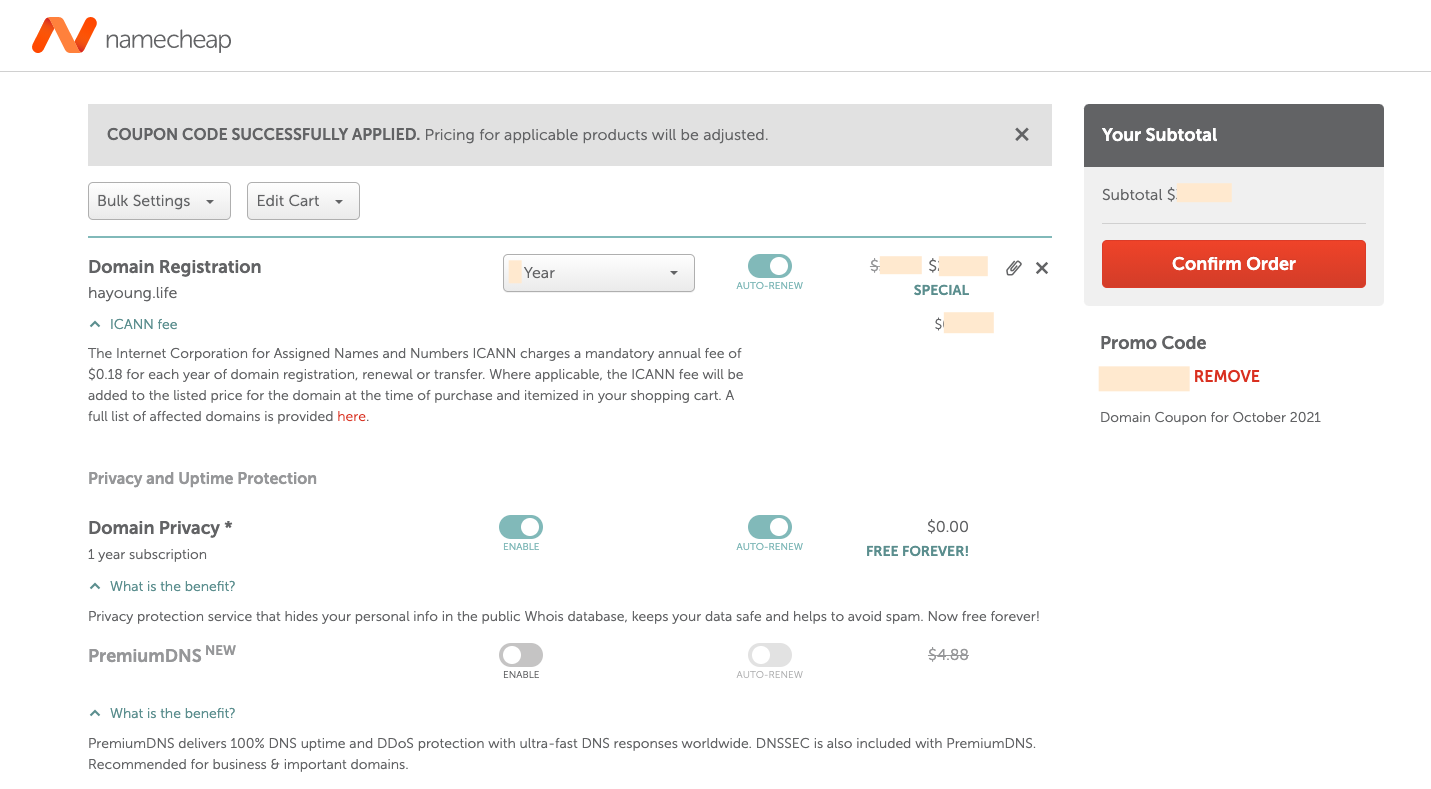 namecheap
COUPON CODE SUCCESSFULLY APPLIED. Pricing for applicable products will be adjusted.
Bulk Settings
Edit Cart
Domain Registration
hayoung.life
Year
AUTO-RENEW
$ $
SPECIAL
ICANN fee
$
The Internet Corporation for Assigned Names and Numbers ICANN charges a mandatory annual fee of
$0.18 for each year of domain registration, renewal or transfer. Where applicable, the ICANN fee will be
added to the listed price for the domain at the time of purchase and itemized in your shopping cart. A
full list of affected domains is provided here.
Privacy and Uptime Protection
Domain Privacy *
1 year subscription
ENABLE
AUTO-RENEW
$0.00
FREE FOREVER!
What is the benefit?
Privacy protection service that hides your personal info in the public Whois database, keeps your data safe and helps to avoid spam. Now free forever!
PremiumDNS NEW
ENABLE
AUTO-RENEW
$4.88
What is the benefit?
PremiumDNS delivers 100% DNS uptime and DDoS protection with ultra-fast DNS responses worldwide. DNSSEC is also included with PremiumDNS.
Recommended for business & important domains.
Your Subtotal
Subtotal $
Confirm Order
Promo Code
REMOVE
Domain Coupon for October 2021